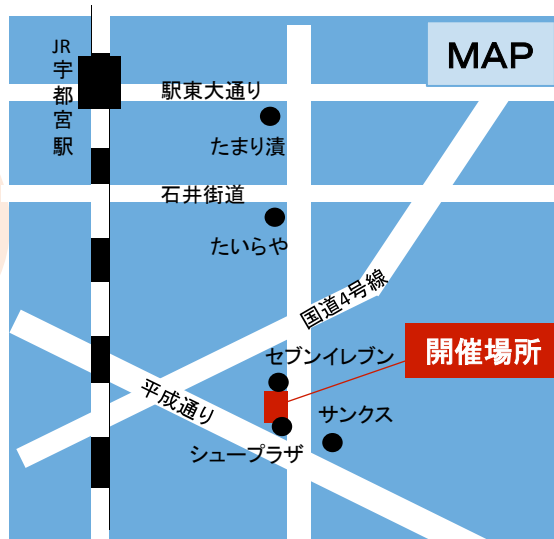 JR宇都宮駅
MAP
駅東大通り
たまり漬
石井街道
たいらや
国道4号線
セブンイレブン
開催場所
平成通り
サンクス
シュープラザ